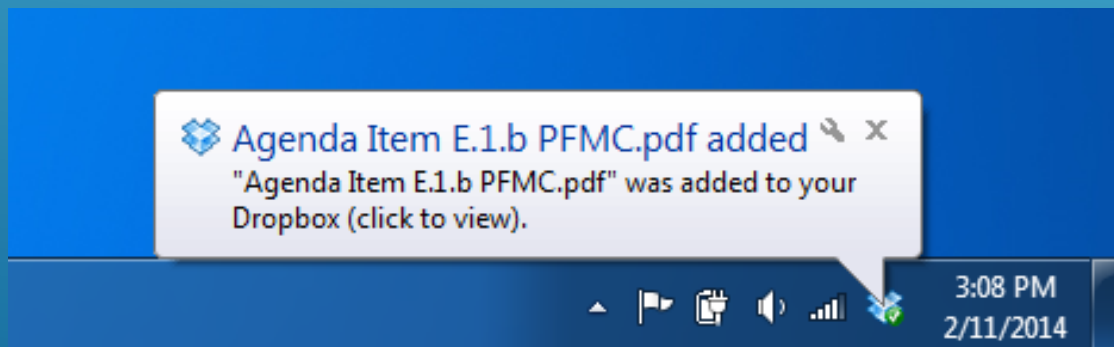 Agenda Item E.1.b PFMC.pdf added
"Agenda Item E.1.b PFMC.pdf" was added to your
Dropbox (click to view).
3:08 PM
2/11/2014